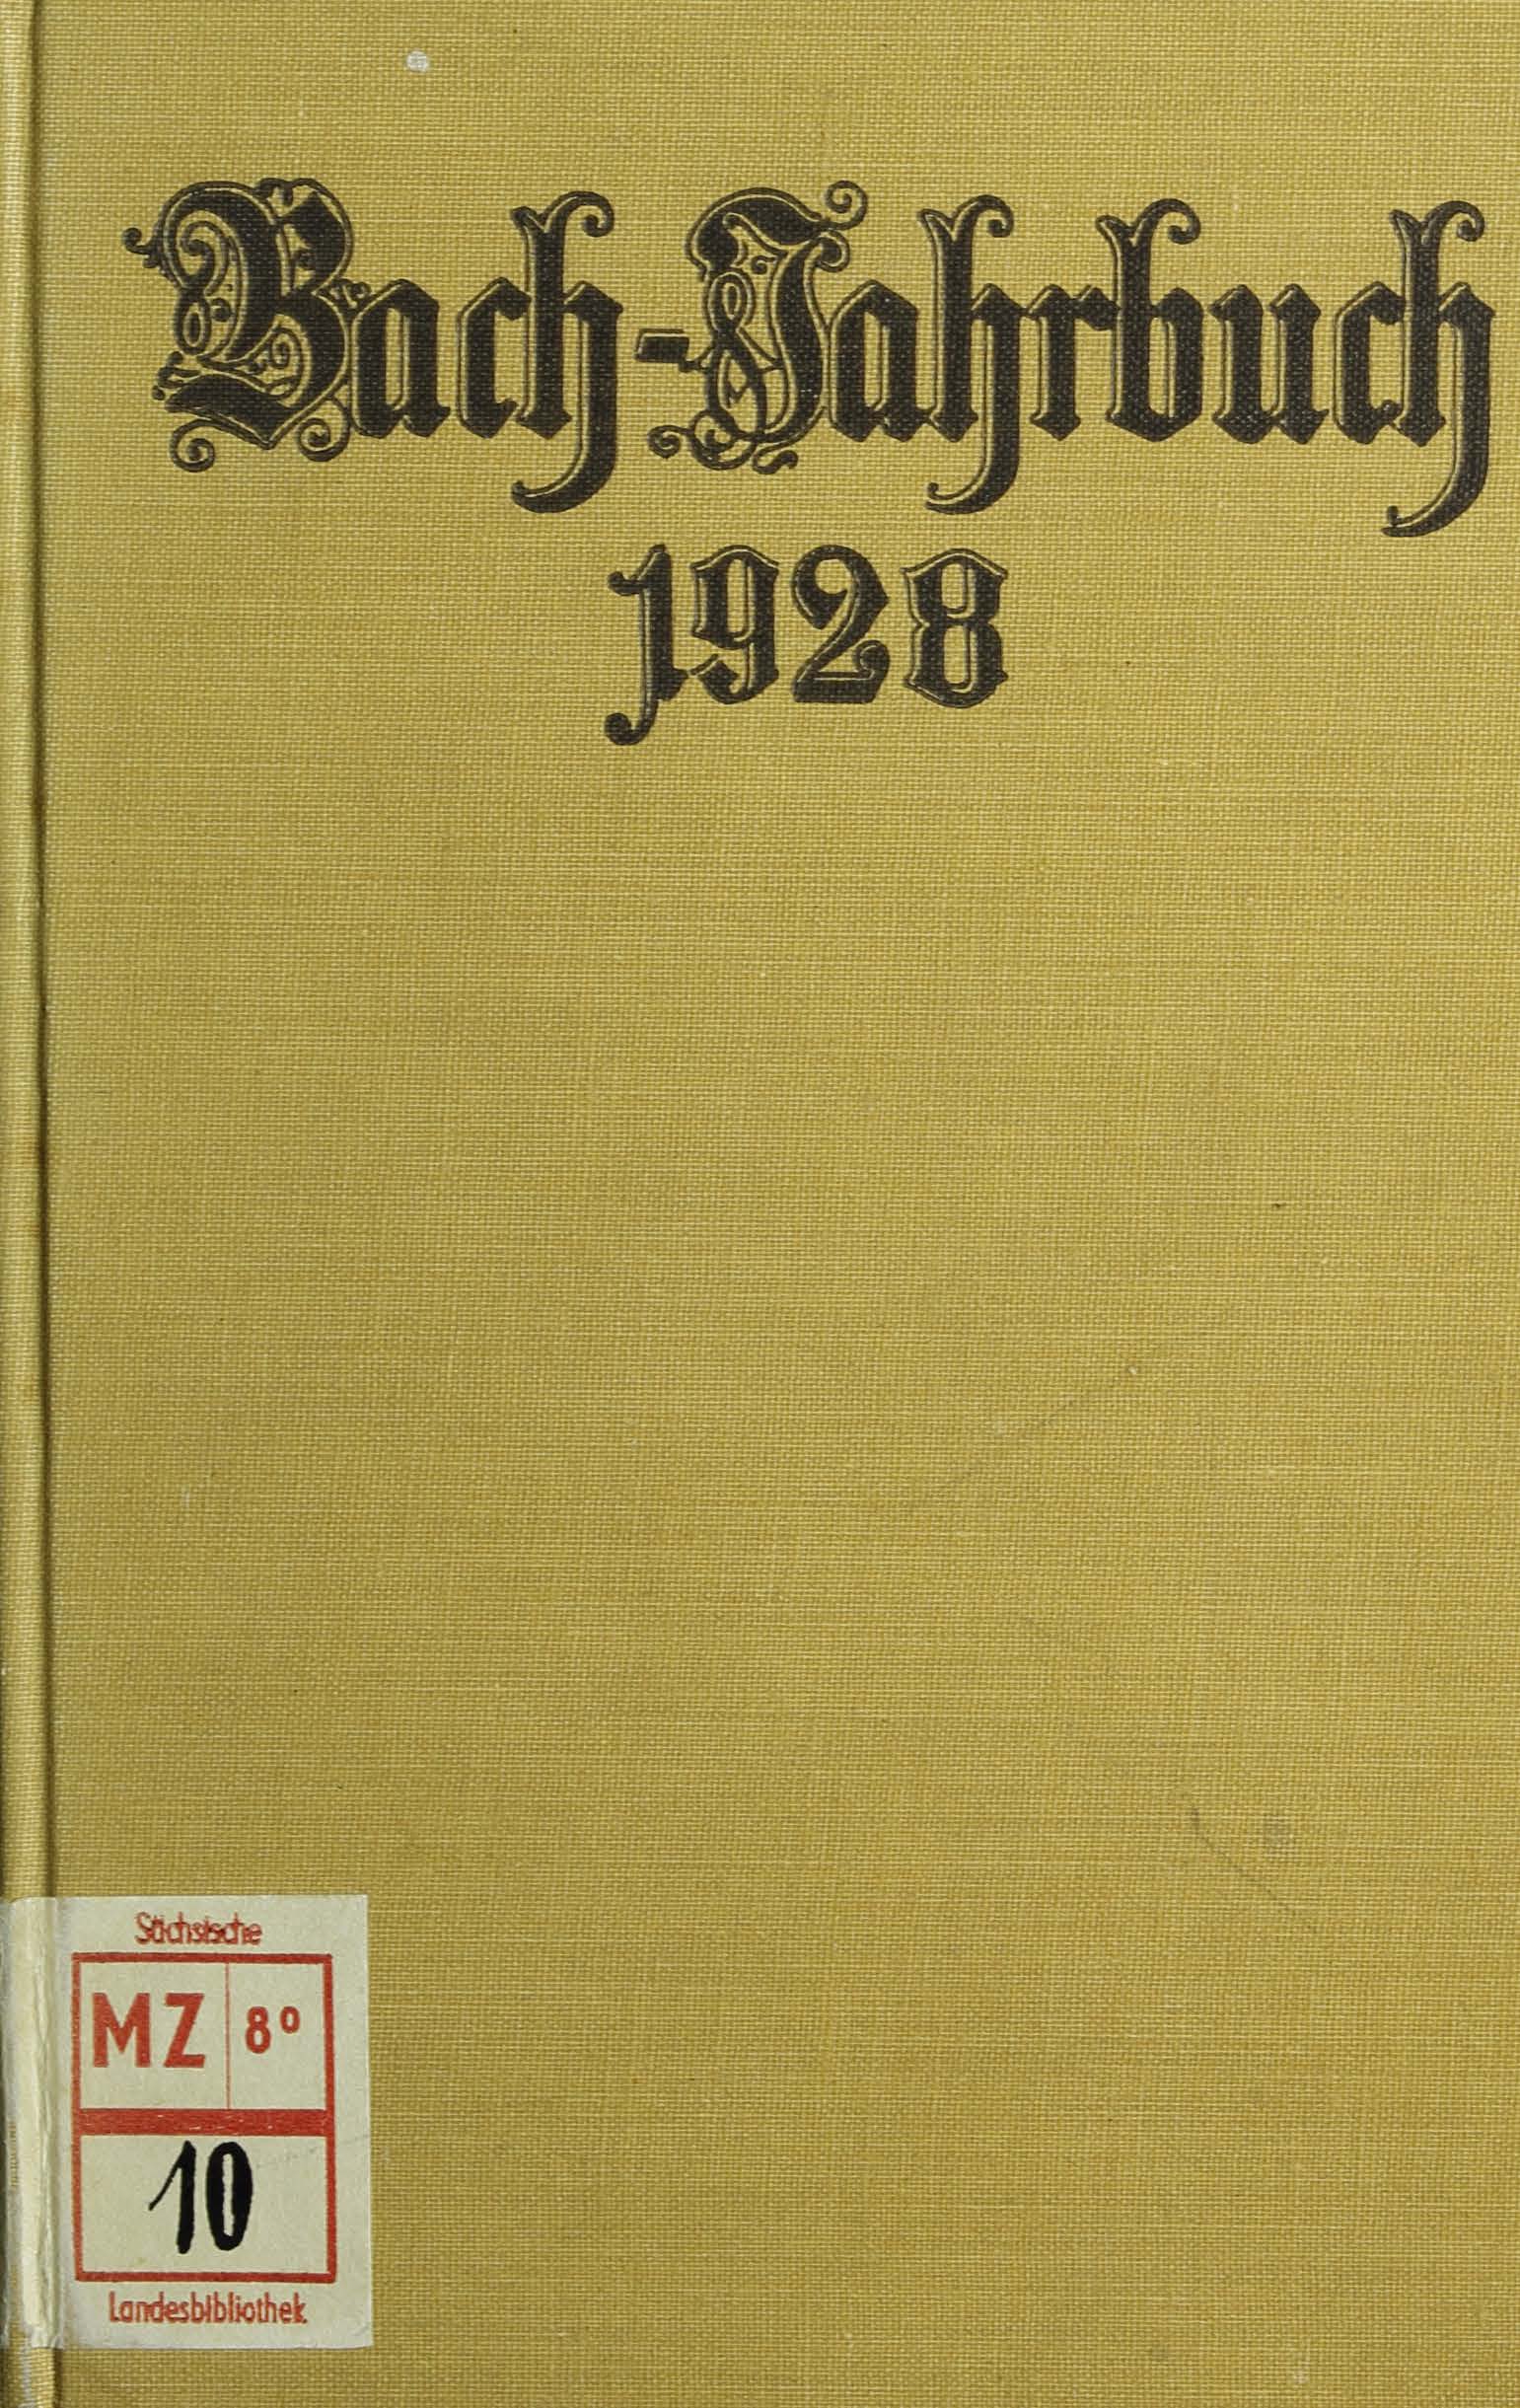 Bach-Jahrbuch
1928
Sächsische
MZ 8°
10
Landesbibliothek